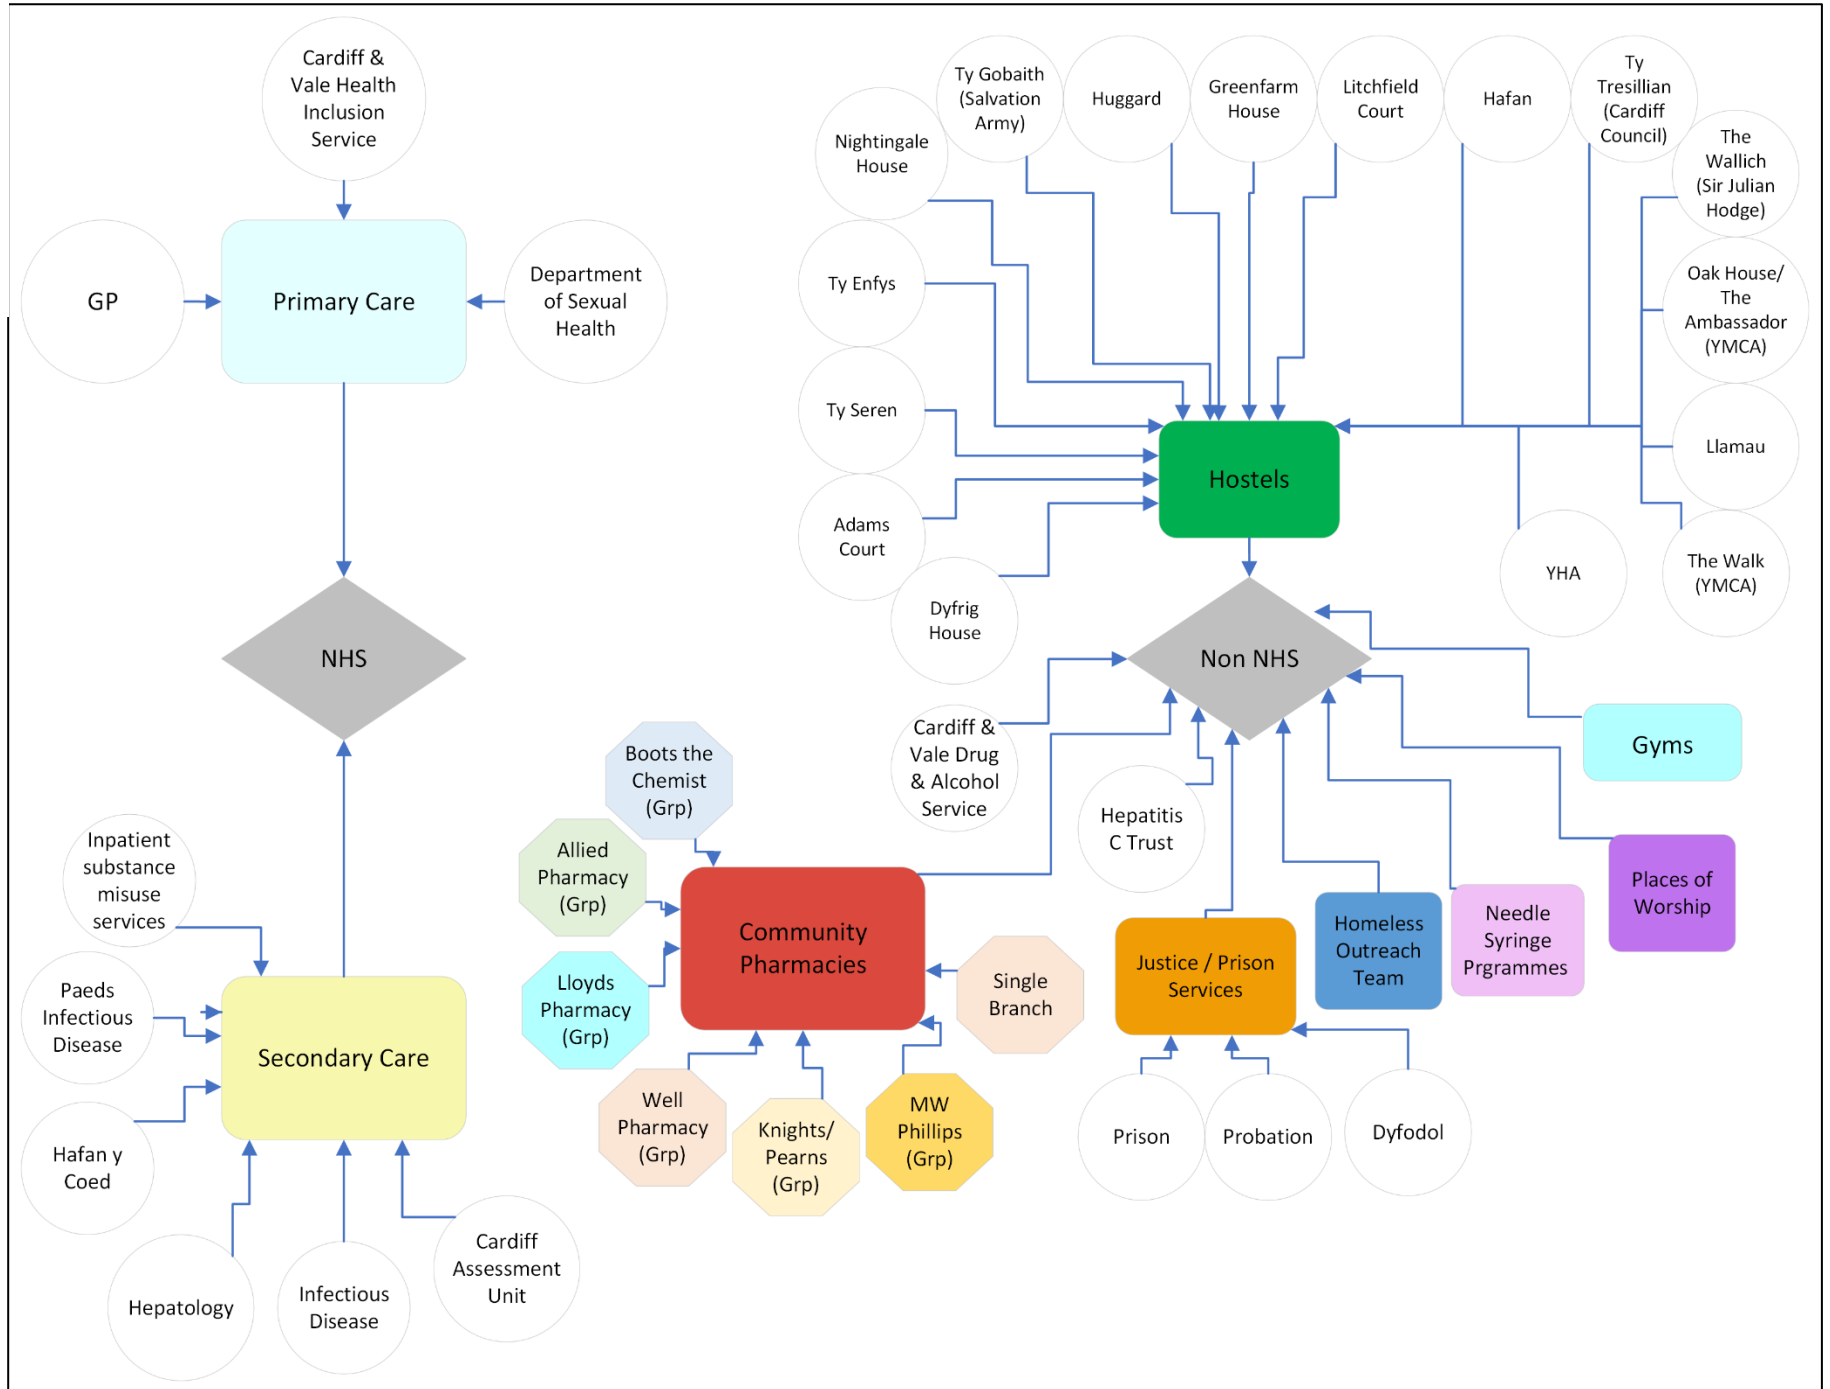 Cardiff &
Vale Health
Inclusion
Service
GP
Primary Care
Department
of Sexual
Health
NHS
Inpatient
substance
misuse
services
Paeds
Infectious
Disease
Secondary Care
Hafan y
Coed
Hepatology
Infectious
Disease
Cardiff
Assessment
Unit
Nightingale
House
Ty Gobaith
(Salvation
Army)
Huggard
Greenfarm
House
Litchfield
Court
Hafan
Ty
Tresillian
(Cardiff
Council)
The
Wallich
(Sir Julian
Hodge)
Oak House/
The
Ambassador
(YMCA)
Llamau
The Walk
(YMCA)
YHA
Ty Enfys
Ty Seren
Adams
Court
Dyfrig
House
Hostels
Non NHS
Cardiff &
Vale Drug
& Alcohol
Service
Hepatitis
C Trust
Gyms
Places of
Worship
Needle
Syringe
Prgrammes
Homeless
Outreach
Team
Justice / Prison
Services
Prison
Probation
Dyfodol
Boots the
Chemist
(Grp)
Allied
Pharmacy
(Grp)
Lloyds
Pharmacy
(Grp)
Community
Pharmacies
Single
Branch
Well
Pharmacy
(Grp)
Knights/
Pearns
(Grp)
MW
Phillips
(Grp)